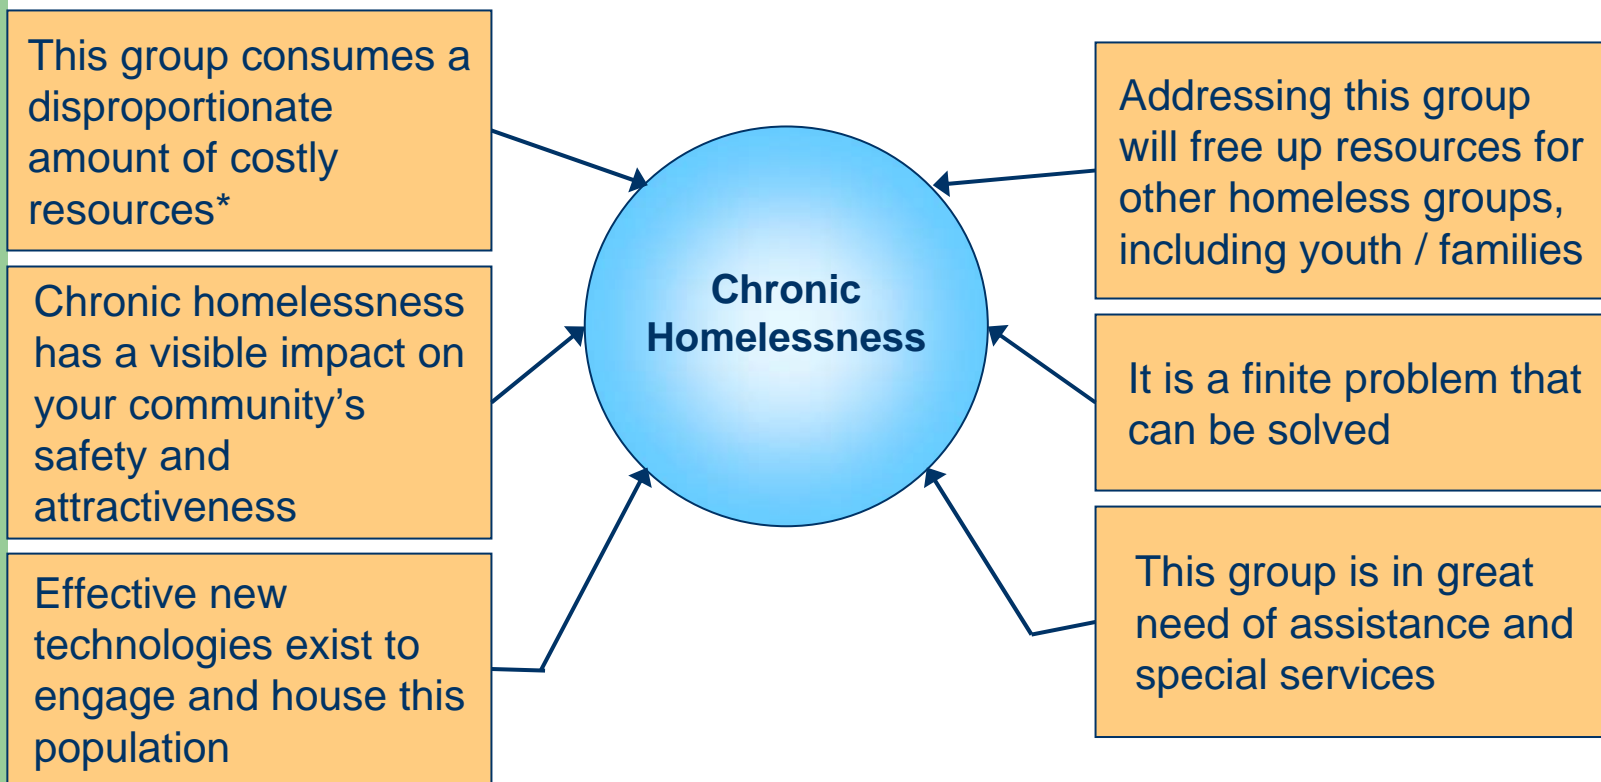 This group consumes a
disproportionate
amount of costly
resources*
Chronic homelessness
has a visible impact on
your community’s
safety and
attractiveness
Effective new
technologies exist to
engage and house this
population
Chronic
Homelessness
Addressing this group
will free up resources for
other homeless groups,
including youth / families
It is a finite problem that
can be solved
This group is in great
need of assistance and
special services